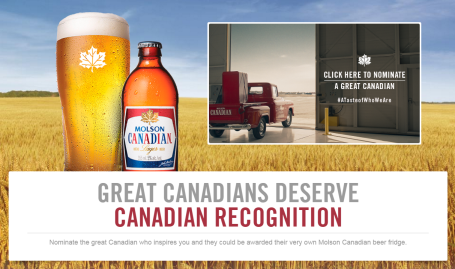 MOLSON
CANADIAN
Lager
CLICK HERE TO NOMINATE
A GREAT CANADIAN
#ATasteofWhoWeAre
GREAT CANADIANS DESERVE
CANADIAN RECOGNITION
Nominate the great Canadian who inspires you and they could be awarded their very own Molson Canadian beer fridge.